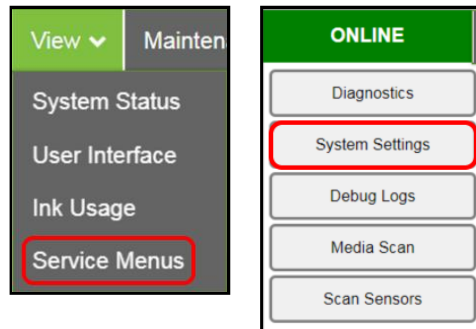 View
Mainten
System Status
User Interface
Ink Usage
Service Menus
ONLINE
Diagnostics
System Settings
Debug Logs
Media Scan
Scan Sensors